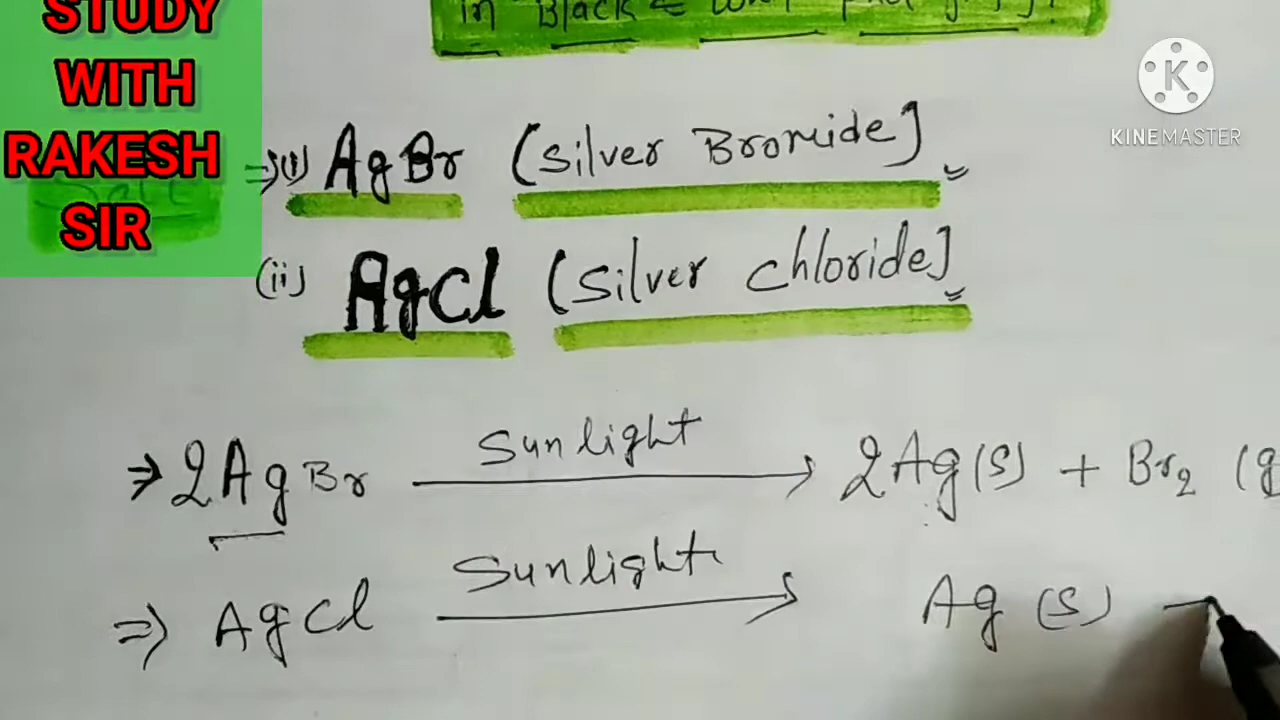 in Black &
STUDY
WITH
RAKESH
SIR
Salt
K
KINEMASTER
⇒(i) AgBr (Silver Bromide]
(ii) AgCl (Silver Chloride]
⇒ 2AgBr Sunlight → 2Ag(s) + Br₂ (g
⇒ AgCl Sunlight → Ag (s)